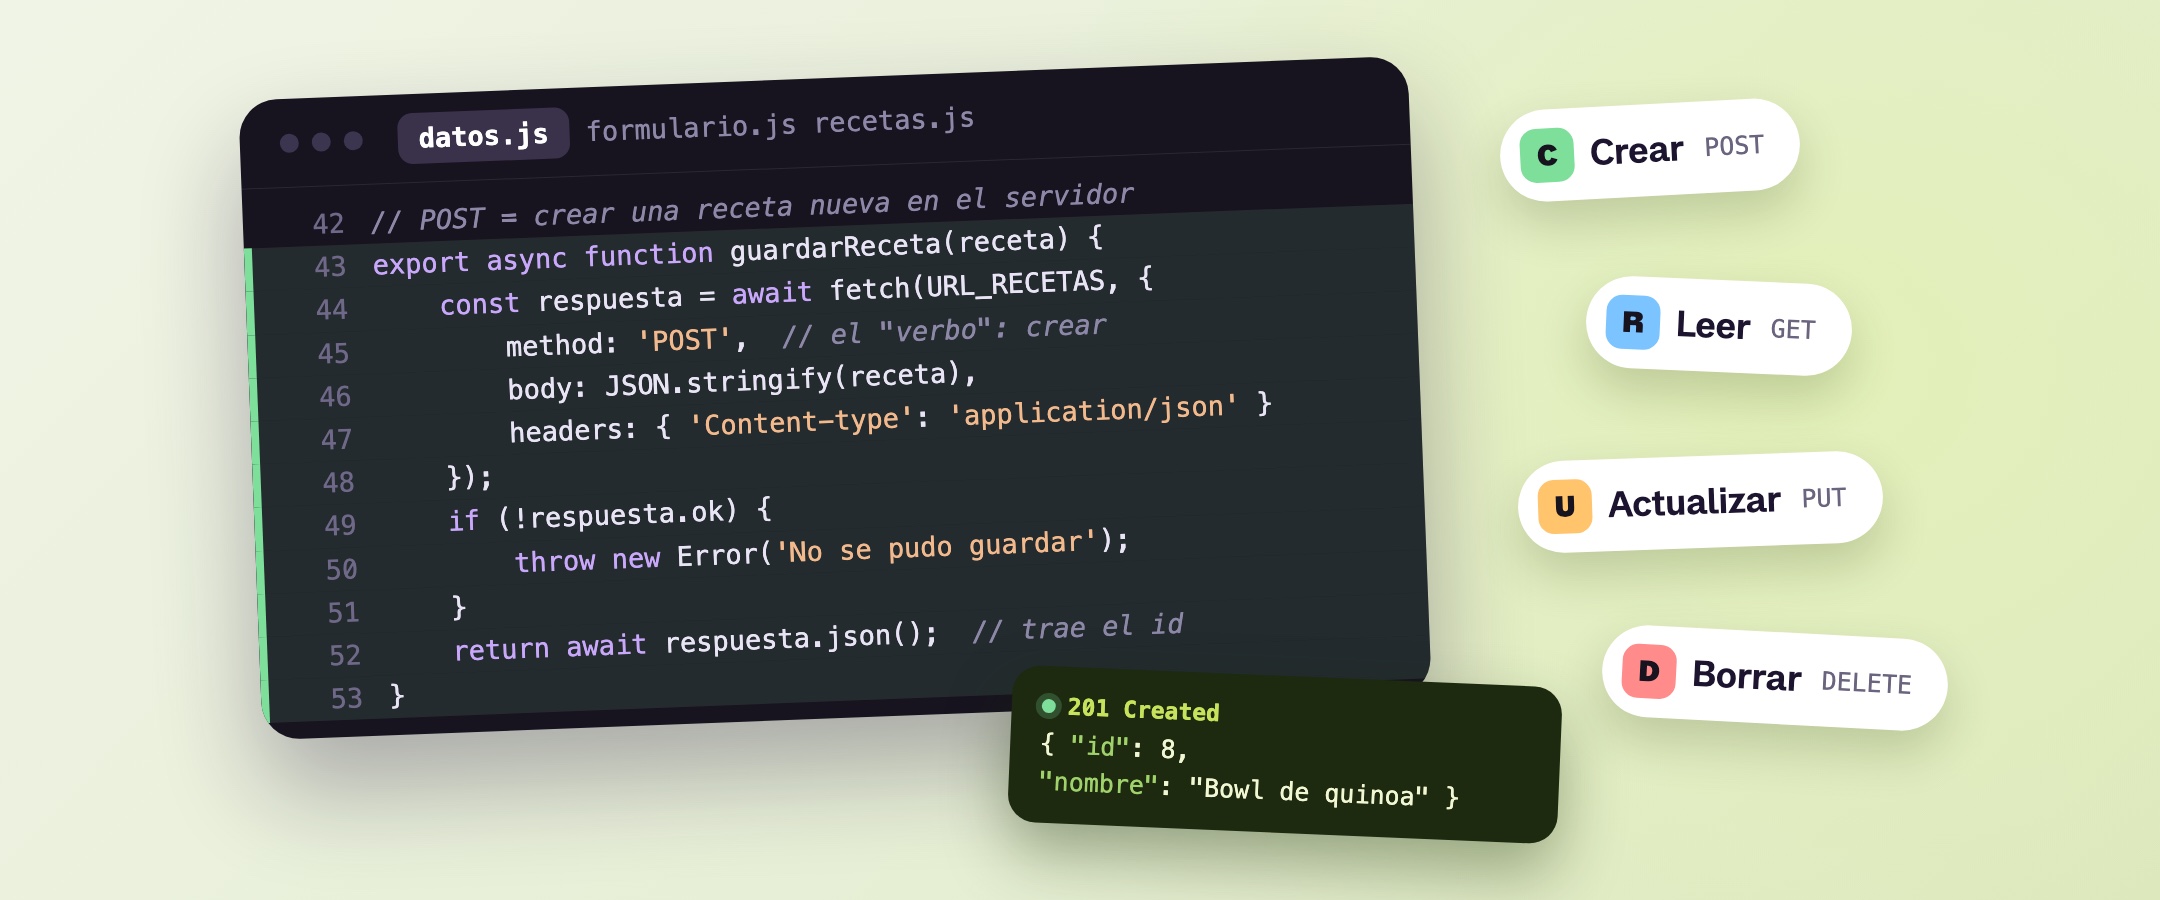 datos.js formulario.js recetas.js
42 // POST = crear una receta nueva en el servidor
43 export async function guardarReceta(receta) {
44 const respuesta = await fetch(URL_RECETAS, {
45 method: 'POST', // el "verbo": crear
46 body: JSON.stringify(receta),
47 headers: { 'Content-type': 'application/json' }
48 });
49 if (!respuesta.ok) {
50 throw new Error('No se pudo guardar');
51 }
52 return await respuesta.json(); // trae el id
53 }
201 Created
{ "id": 8,
"nombre": "Bowl de quinoa" }
C Crear POST
R Leer GET
U Actualizar PUT
D Borrar DELETE